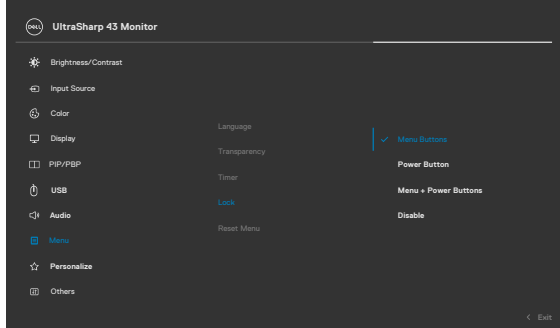 DELL UltraSharp 43 Monitor
Brightness/Contrast
Input Source
Color
Display
PIP/PBP
USB
Audio
Menu
Personalize
Others
Language
Transparency
Timer
Lock
Reset Menu
Menu Buttons
Power Button
Menu + Power Buttons
Disable
Exit